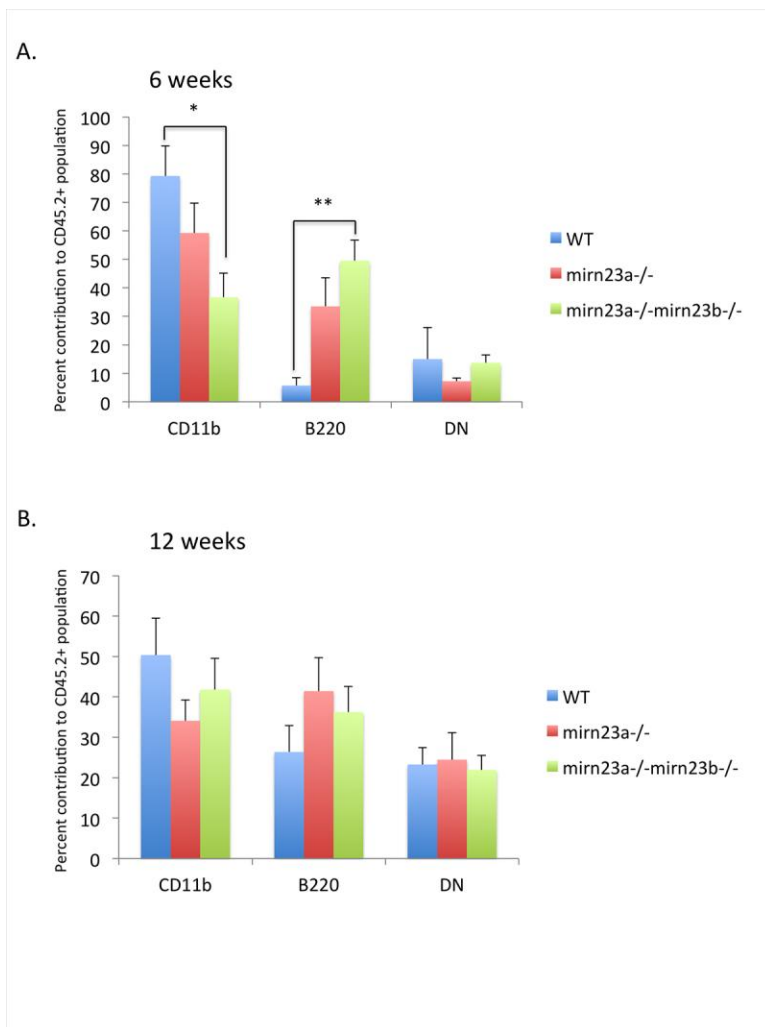 A.
6 weeks
*
**
Percent contribution to CD45.2+ population
100
90
80
70
60
50
40
30
20
10
0
CD11b B220 DN
WT
mirn23a-/-
mirn23a-/-mirn23b-/-
B.
12 weeks
Percent contribution to CD45.2+ population
70
60
50
40
30
20
10
0
CD11b B220 DN
WT
mirn23a-/-
mirn23a-/-mirn23b-/-